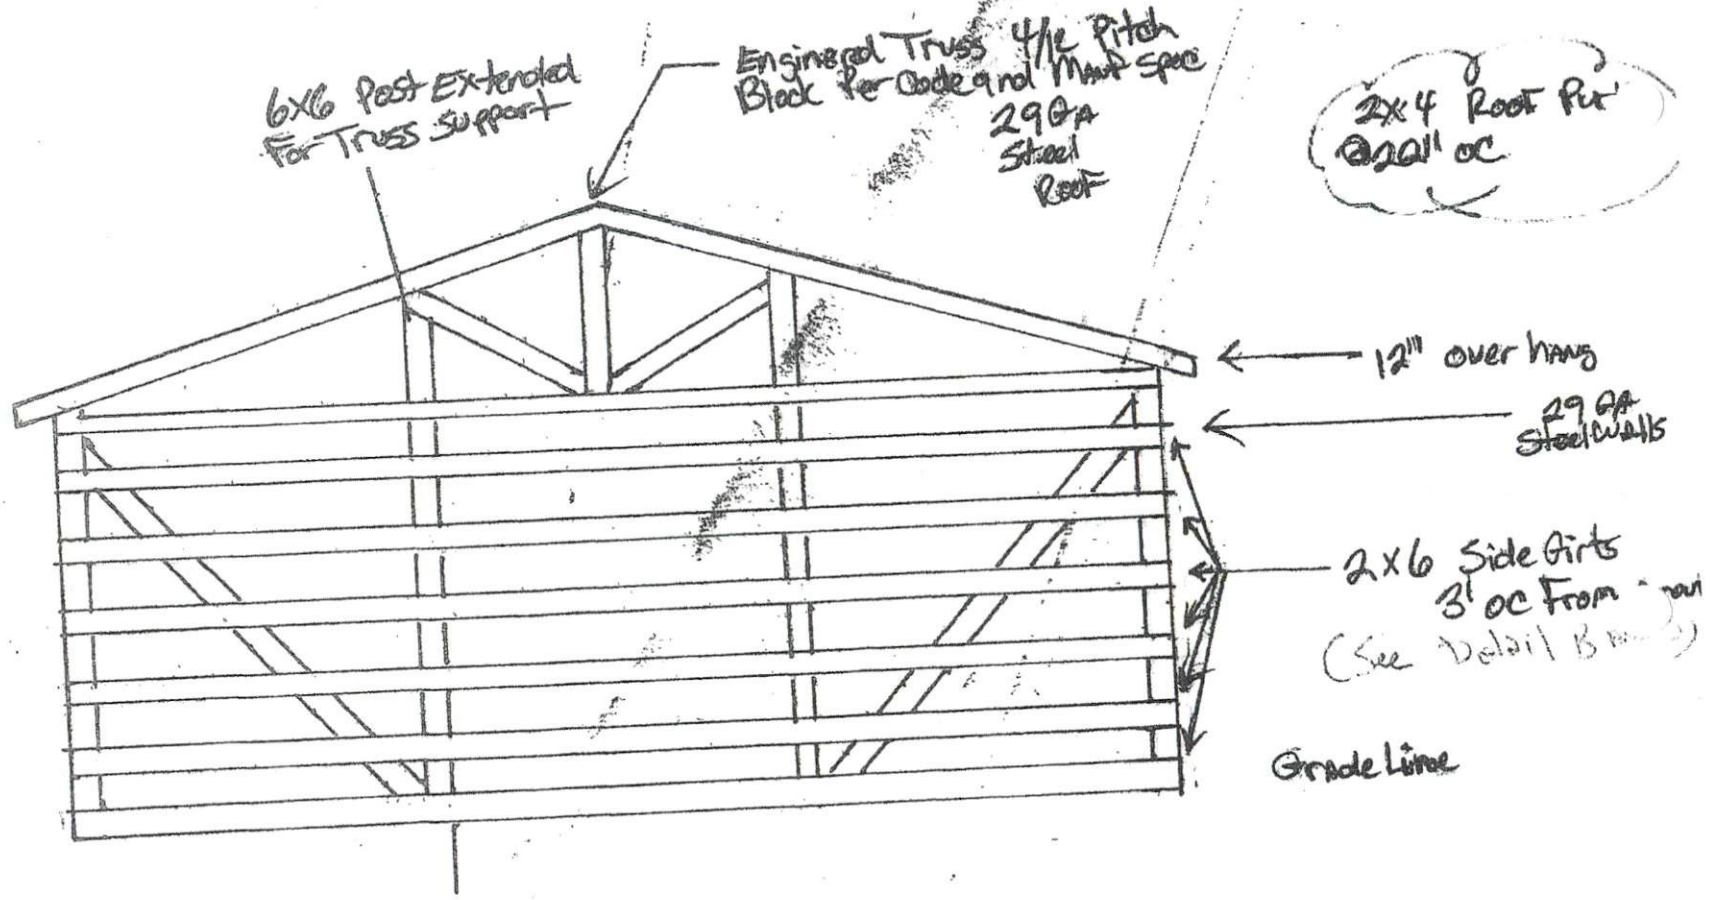 6x6 Post Extended
For Truss Support
Enginered Truss 4/12 Pitch
Block Per Code and Manf Spec
29 GA
Steel
Roof
2x4 Roof Pur
OC
12" over hang
29 GA
Steel walls
2x6 Side Girts
3' OC From
(See Detail B
Grade Line